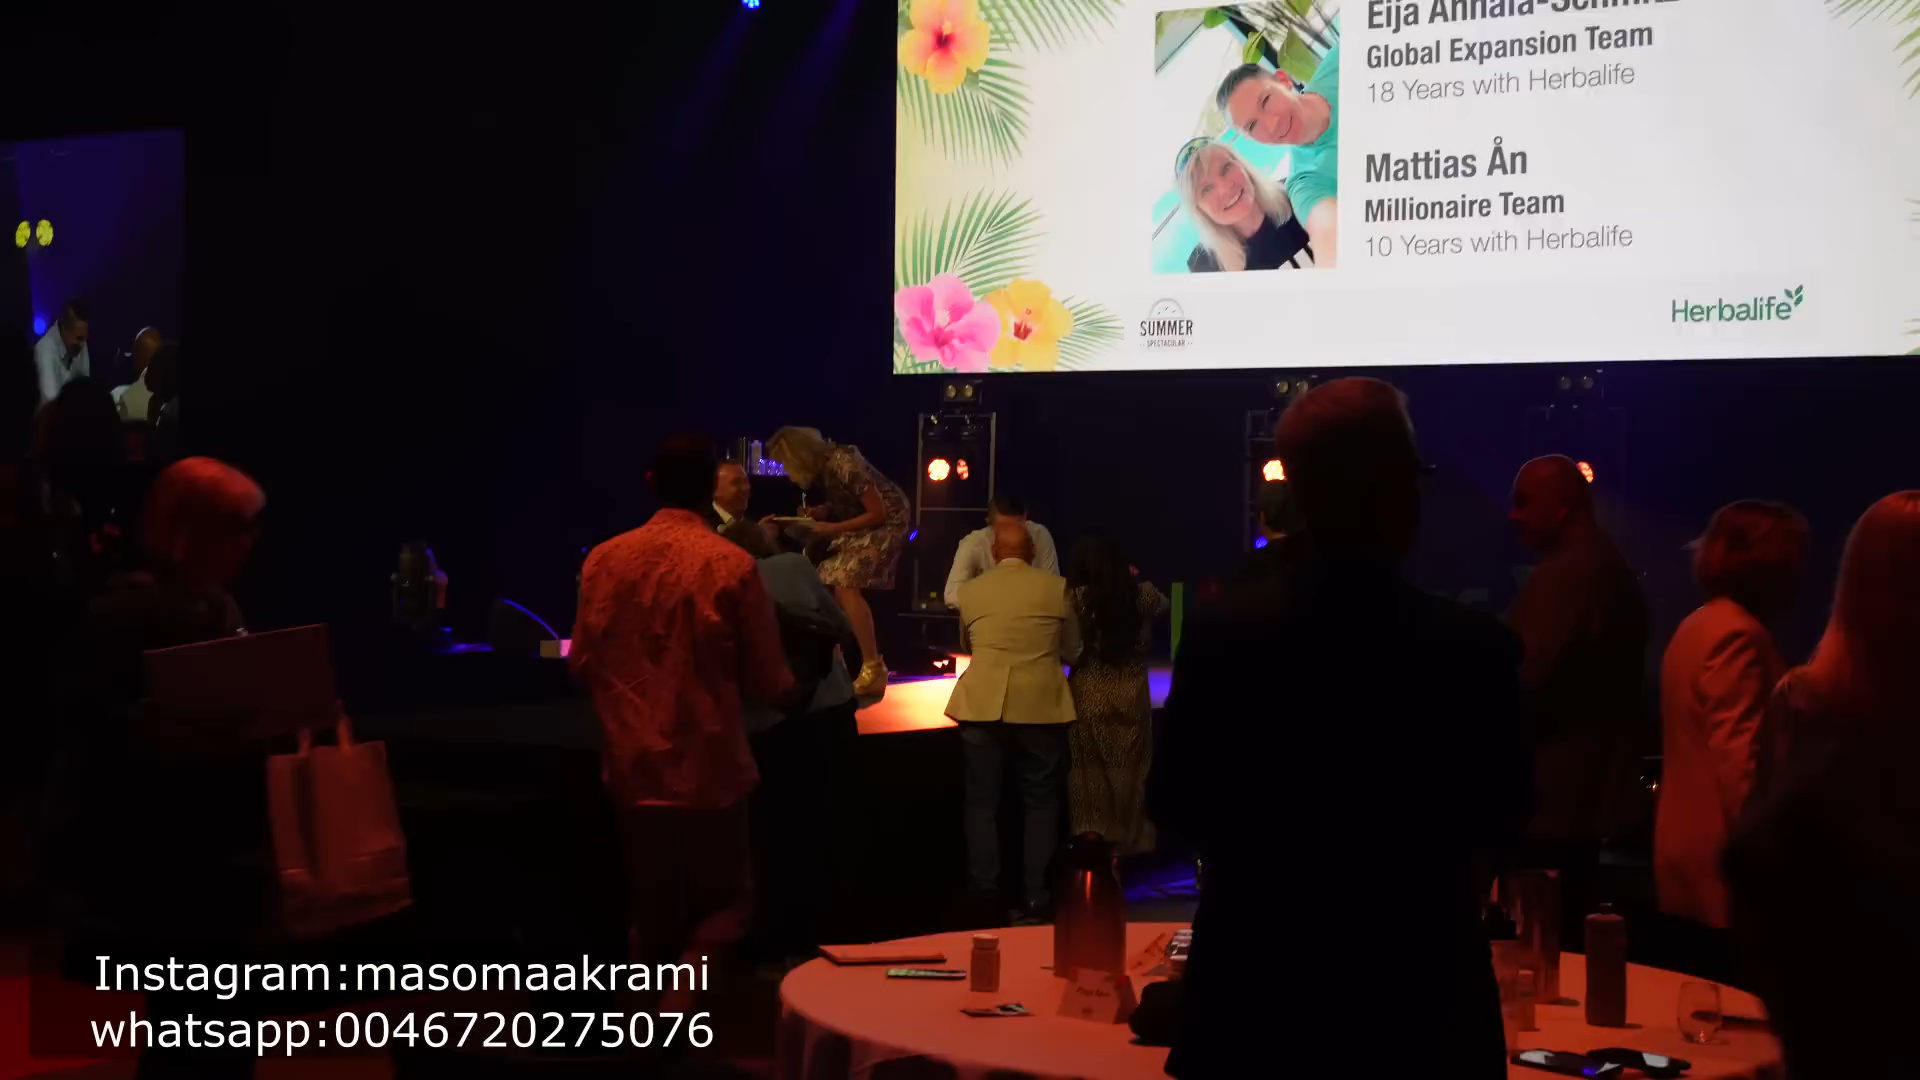 Global Expansion Team
18 Years with Herbalife
Mattias Ån
Millionaire Team
10 Years with Herbalife
SUMMER
SPECTACULAR
Herbalife
Instagram:masomaakrami
whatsapp:0046720275076